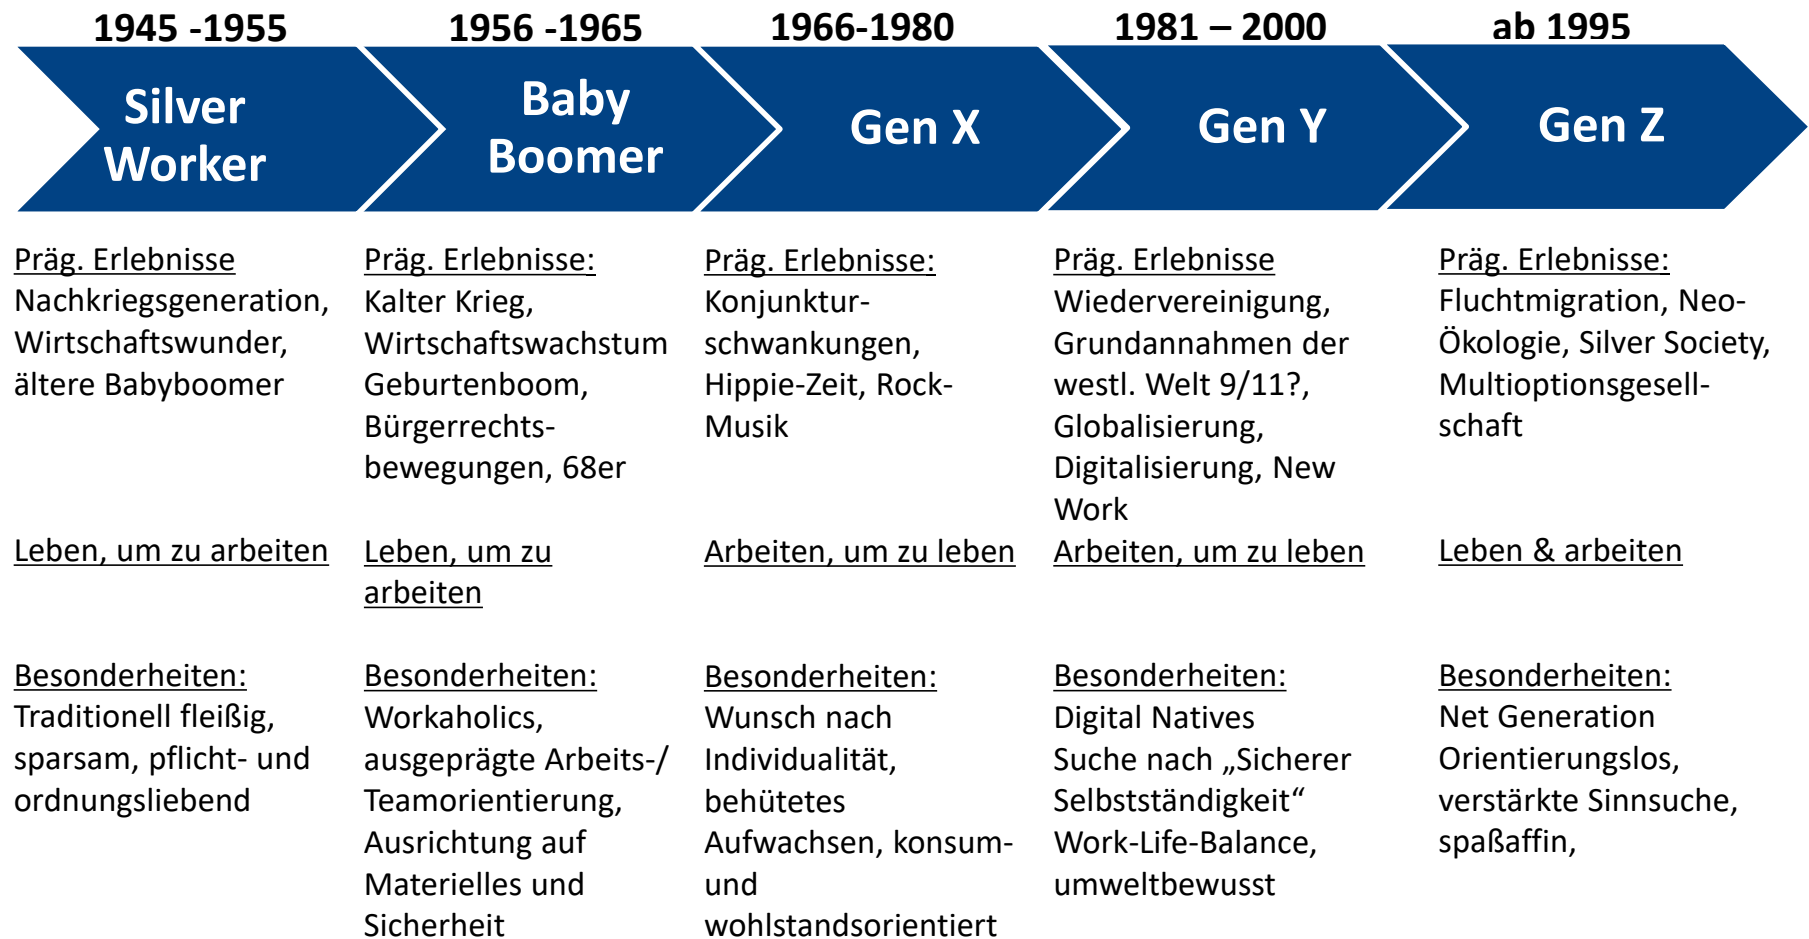 1945 -1955
1956 -1965
1966-1980
1981 – 2000
ab 1995
Silver
Worker
Baby
Boomer
Gen X
Gen Y
Gen Z
Präg. Erlebnisse
Nachkriegsgeneration,
Wirtschaftswunder,
ältere Babyboomer
Leben, um zu arbeiten
Besonderheiten:
Traditionell fleißig,
sparsam, pflicht- und
ordnungsliebend
Präg. Erlebnisse:
Kalter Krieg,
Wirtschaftswachstum
Geburtenboom,
Bürgerrechts-
bewegungen, 68er
Leben, um zu
arbeiten
Besonderheiten:
Workaholics,
ausgeprägte Arbeits-/
Teamorientierung,
Ausrichtung auf
Materielles und
Sicherheit
Präg. Erlebnisse:
Konjunktur-
schwankungen,
Hippie-Zeit, Rock-
Musik
Arbeiten, um zu leben
Besonderheiten:
Wunsch nach
Individualität,
behütetes
Aufwachsen, konsum-
und
wohlstandsorientiert
Präg. Erlebnisse
Wiedervereinigung,
Grundannahmen der
westl. Welt 9/11?,
Globalisierung,
Digitalisierung, New
Work
Arbeiten, um zu leben
Besonderheiten:
Digital Natives
Suche nach „Sicherer
Selbstständigkeit“
Work-Life-Balance,
umweltbewusst
Präg. Erlebnisse:
Fluchtmigration, Neo-
Ökologie, Silver Society,
Multioptionsgesell-
schaft
Leben & arbeiten
Besonderheiten:
Net Generation
Orientierungslos,
verstärkte Sinnsuche,
spaßaffin,